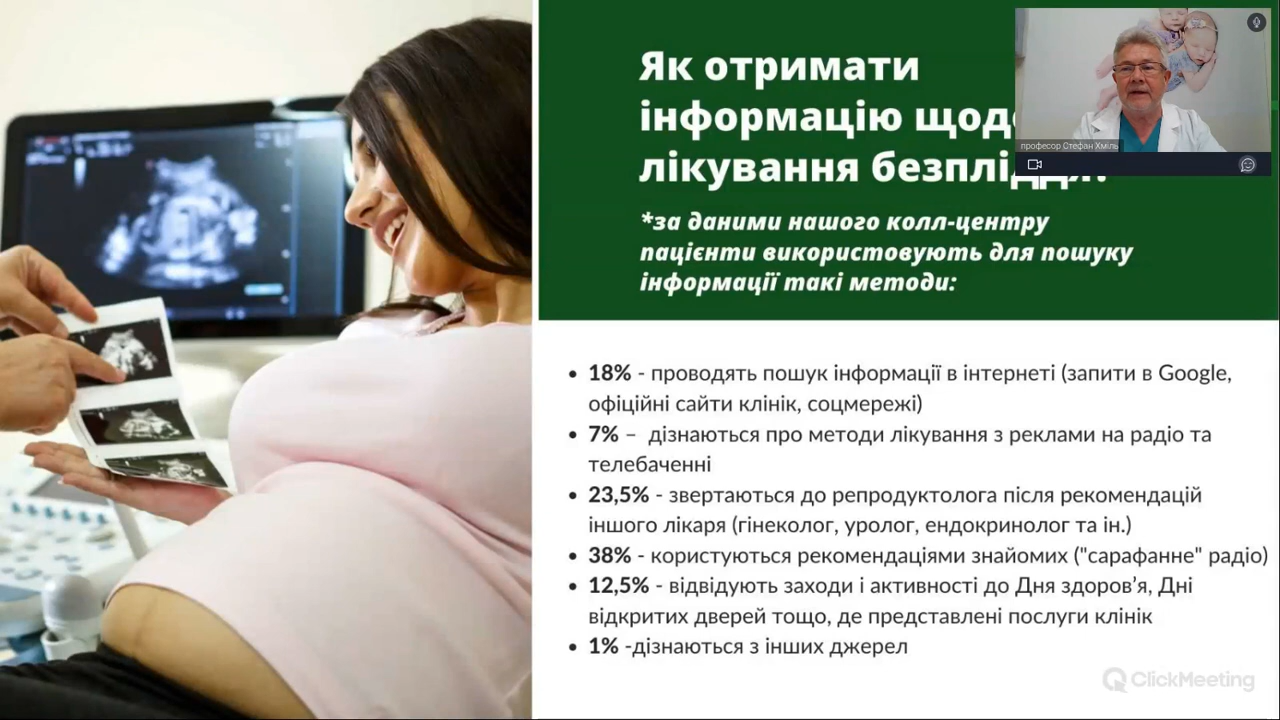 Як отримати
інформацію щодо
лікування безпліддя?
*за даними нашого колл-центру
пацієнти використовують для пошуку
інформації такі методи:
професор Стефан Хміль
• 18% - проводять пошук інформації в інтернеті (запити в Google,
офіційні сайти клінік, соцмережі)
• 7% – дізнаються про методи лікування з реклами на радіо та
телебаченні
• 23,5% - звертаються до репродуктолога після рекомендацій
іншого лікаря (гінеколог, уролог, ендокринолог та ін.)
• 38% - користуються рекомендаціями знайомих ("сарафанне" радіо)
• 12,5% - відвідують заходи і активності до Дня здоров’я, Дні
відкритих дверей тощо, де представлені послуги клінік
• 1% -дізнаються з інших джерел
ClickMeeting